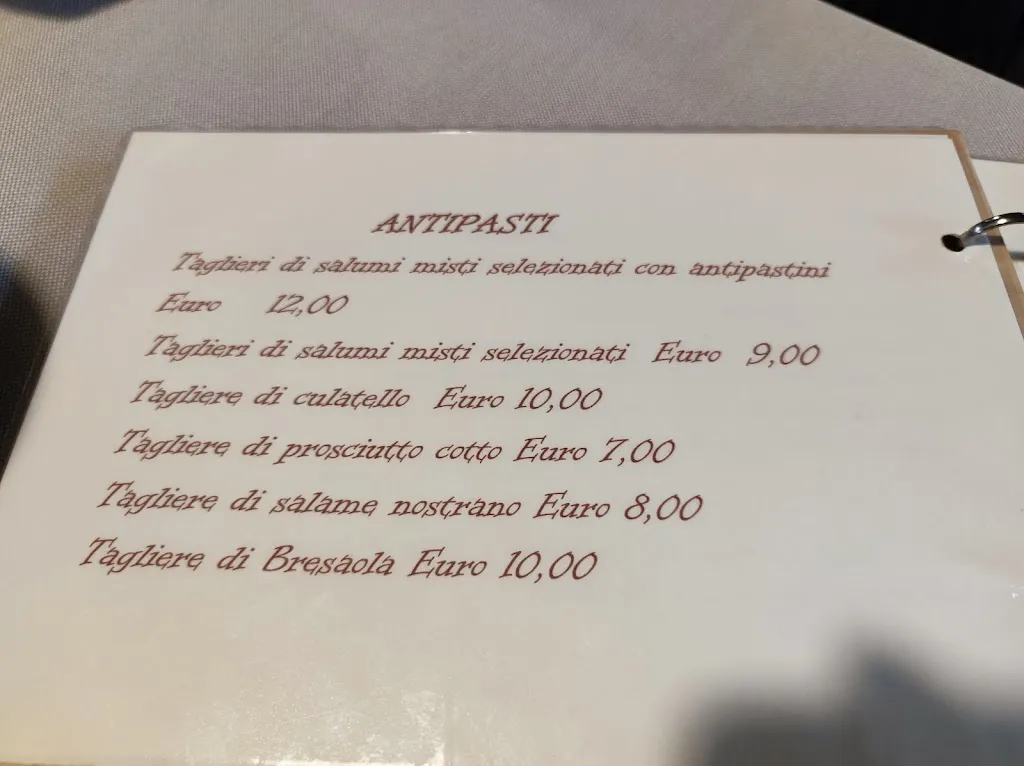 ANTIPASTI
Taglieri di salumi misti selezionati con antipastini
Euro 12,00
Taglieri di salumi misti selezionati Euro 9,00
Tagliere di culatello Euro 10,00
Tagliere di prosciutto cotto Euro 7,00
Tagliere di salame nostrano Euro 8,00
Tagliere di Bresaola Euro 10,00